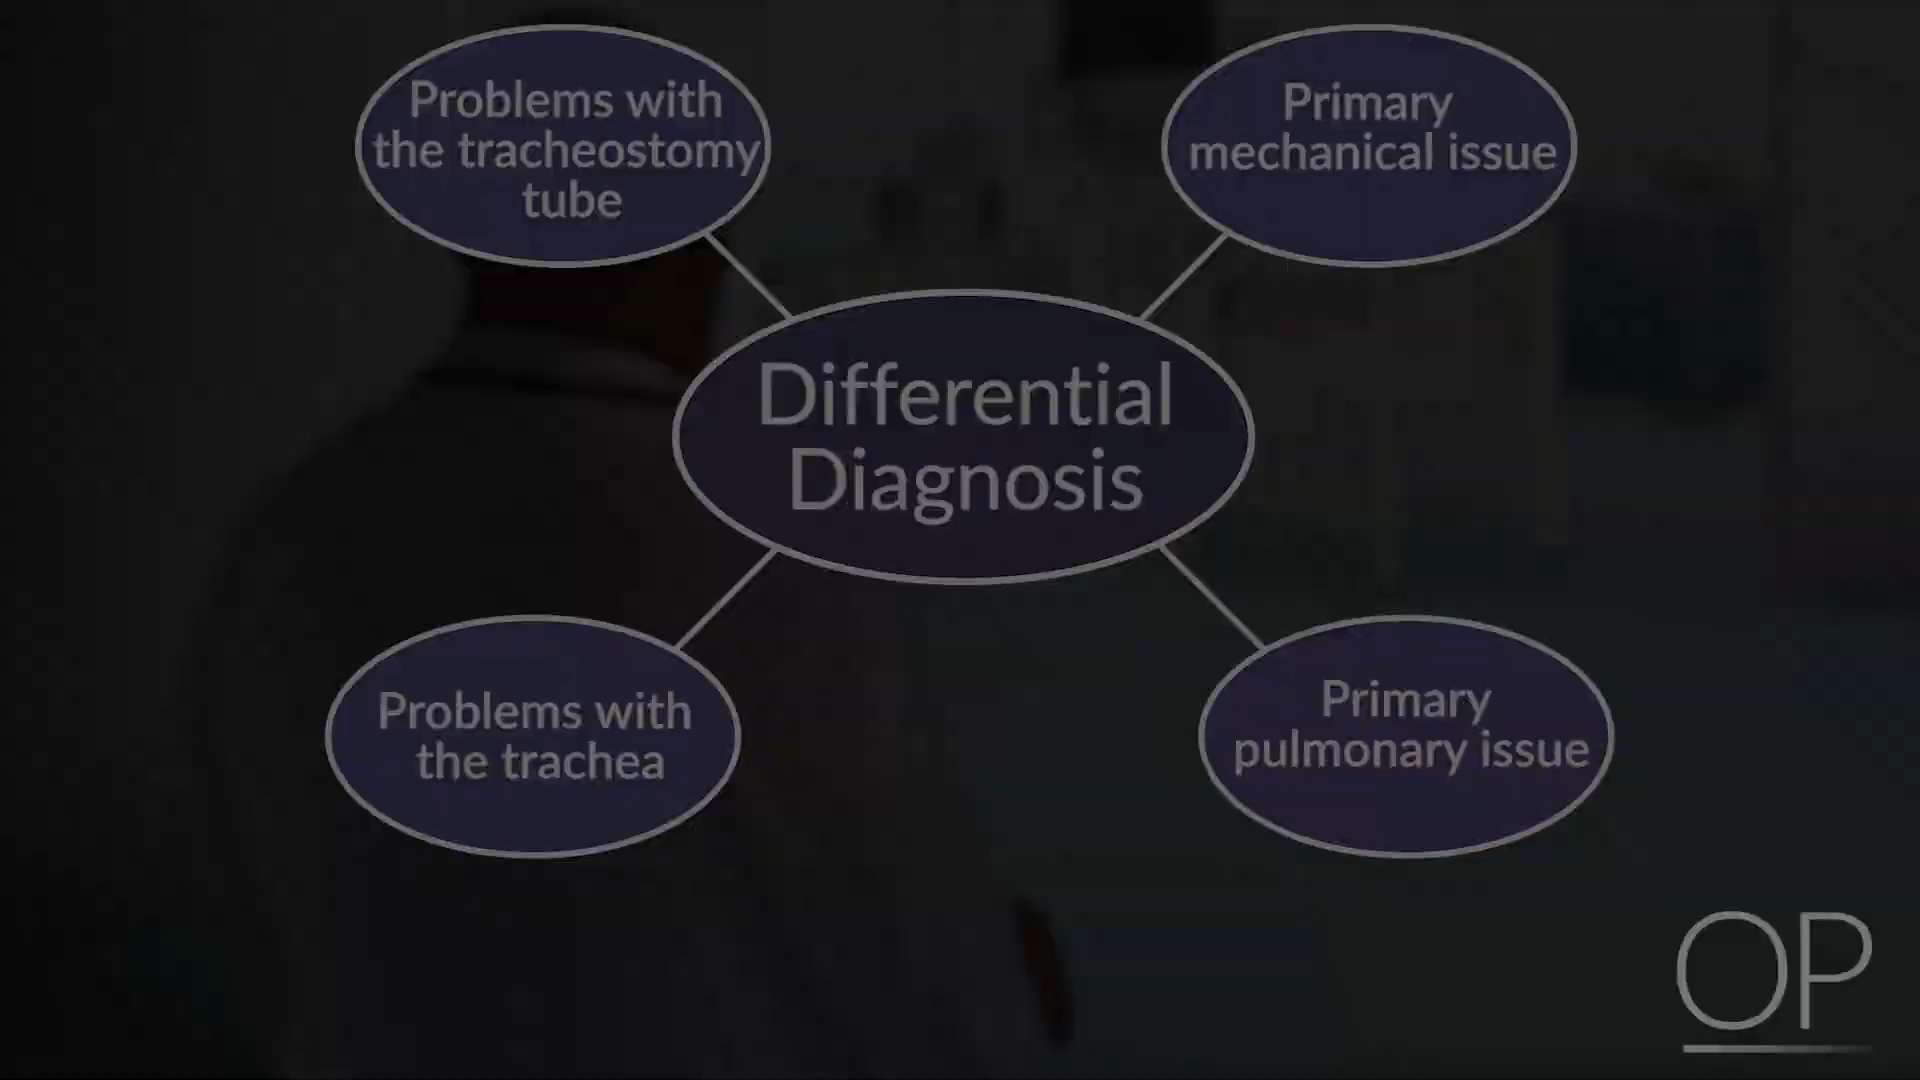 Problems with
the tracheostomy
tube
Primary
mechanical issue
Differential
Diagnosis
Problems with
the trachea
Primary
pulmonary issue
OP